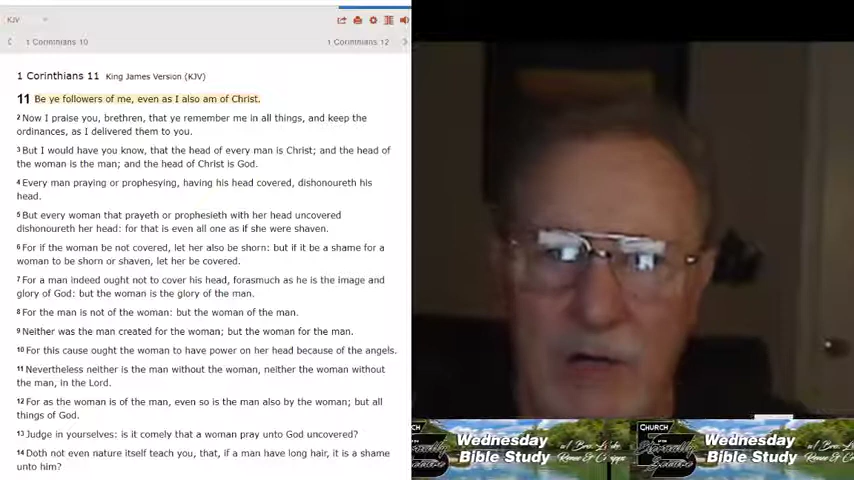 KJV
1 Corinthians 10
1 Corinthians 12
1 Corinthians 11 King James Version (KJV)
11 Be ye followers of me, even as I also am of Christ.
2 Now I praise you, brethren, that ye remember me in all things, and keep the
ordinances, as I delivered them to you.
3 But I would have you know, that the head of every man is Christ; and the head of
the woman is the man; and the head of Christ is God.
4 Every man praying or prophesying, having his head covered, dishonoureth his
head.
5 But every woman that prayeth or prophesieth with her head uncovered
dishonoureth her head: for that is even all one as if she were shaven.
6 For if the woman be not covered, let her also be shorn: but if it be a shame for a
woman to be shorn or shaven, let her be covered.
7 For a man indeed ought not to cover his head, forasmuch as he is the image and
glory of God: but the woman is the glory of the man.
8 For the man is not of the woman: but the woman of the man.
9 Neither was the man created for the woman; but the woman for the man.
10 For this cause ought the woman to have power on her head because of the angels.
11 Nevertheless neither is the man without the woman, neither the woman without
the man, in the Lord.
12 For as the woman is of the man, even so is the man also by the woman; but all
things of God.
13 Judge in yourselves: is it comely that a woman pray unto God uncovered?
14 Doth not even nature itself teach you, that, if a man have long hair, it is a shame
unto him?
CHURCH
Wednesday
Bible Study
CHURCH
Eternally
Secure
Wednesday
Bible Study